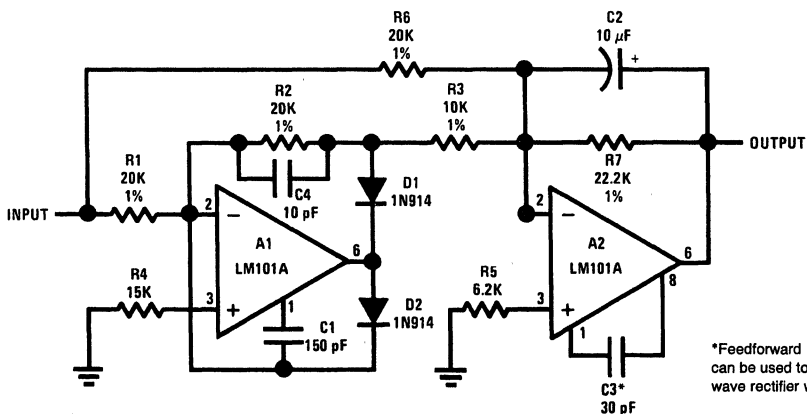 R6
20K
1%
C2
10 μF
+
R2
20K
1%
R3
10K
1%
R1
20K
1%
C4
10 pF
D1
1N914
R7
22.2K
1%
OUTPUT
INPUT
2
−
A1
LM101A
6
3
+
1
R4
15K
C1
150 pF
D2
1N914
2
−
A2
LM101A
6
8
3
+
1
R5
6.2K
C3*
30 pF
*Feedforward
can be used to
wave rectifier